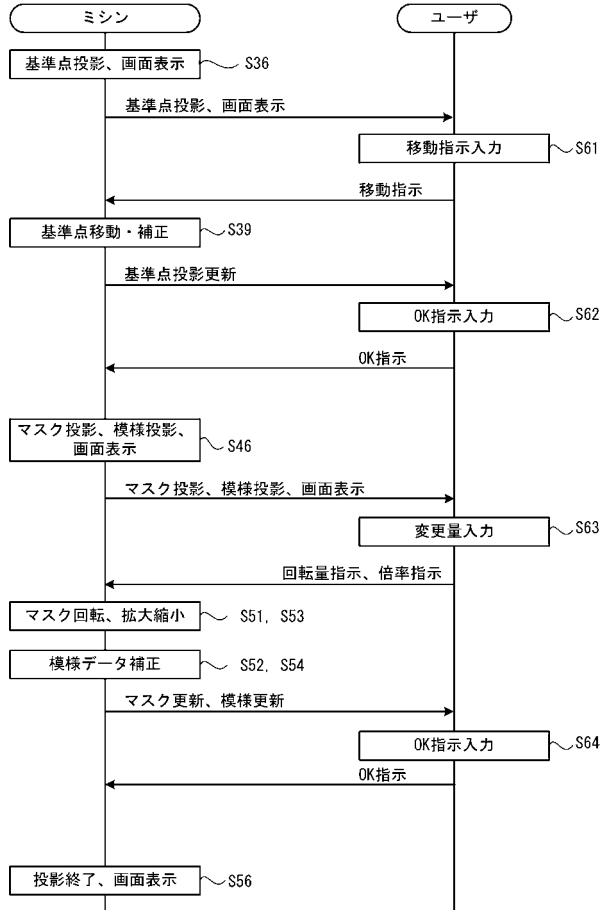 ミシン
ユーザ
基準点投影、画面表示
S36
基準点投影、画面表示
移動指示入力
S61
移動指示
基準点移動・補正
S39
基準点投影更新
OK指示入力
S62
OK指示
マスク投影、模様投影、
画面表示
S46
マスク投影、模様投影、画面表示
変更量入力
S63
回転量指示、倍率指示
マスク回転、拡大縮小
S51, S53
模様データ補正
S52, S54
マスク更新、模様更新
OK指示入力
S64
OK指示
投影終了、画面表示
S56